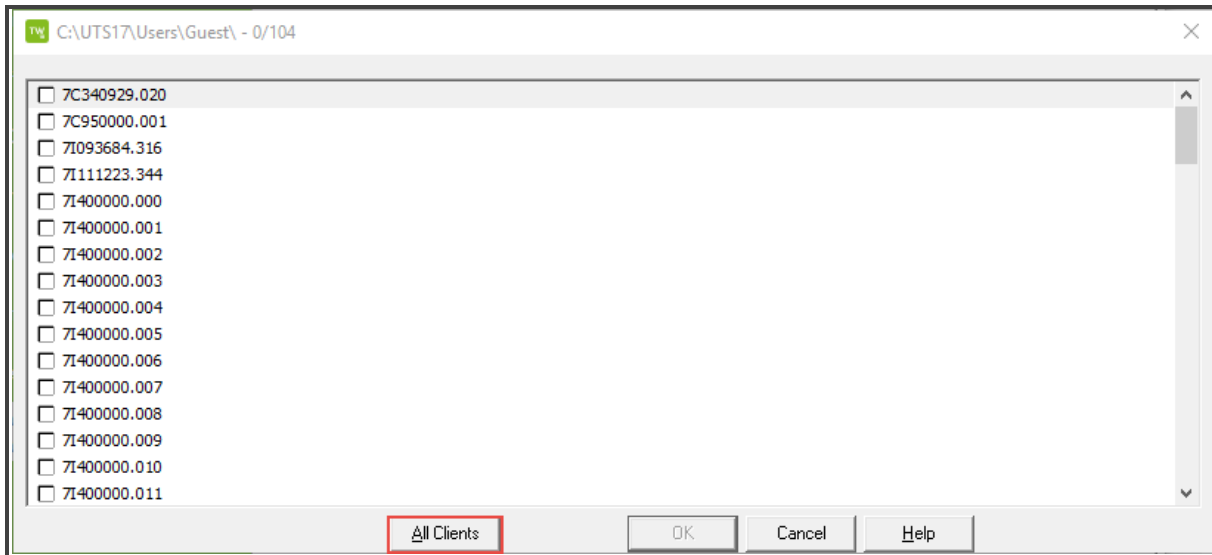 TW C:\UTS17\Users\Guest\ - 0/104
7C340929.020
7C950000.001
7I093684.316
7I111223.344
7I400000.000
7I400000.001
7I400000.002
7I400000.003
7I400000.004
7I400000.005
7I400000.006
7I400000.007
7I400000.008
7I400000.009
7I400000.010
7I400000.011
All Clients OK Cancel Help